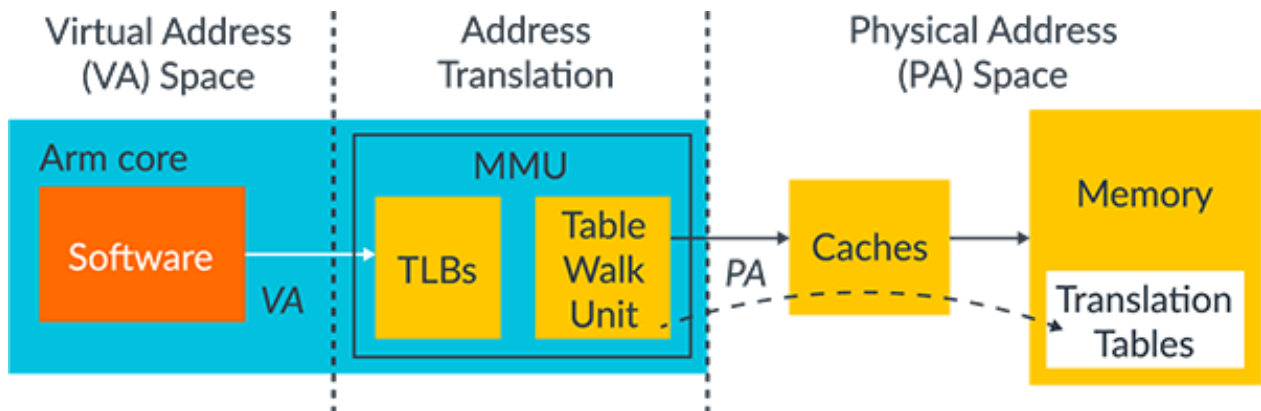 Virtual Address
(VA) Space
Address
Translation
Physical Address
(PA) Space
Arm core
Software
VA
MMU
TLBs
Table
Walk
Unit
PA
Caches
Memory
Translation
Tables